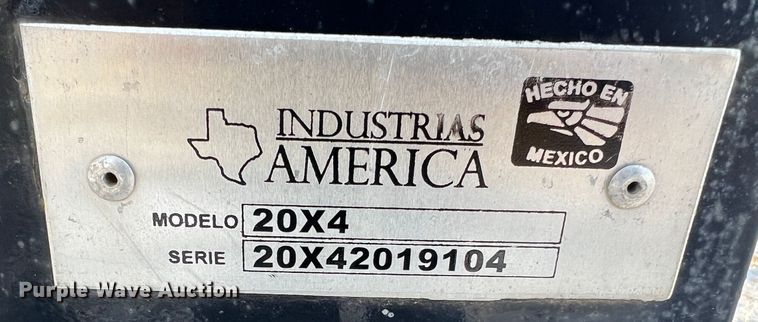 HECHO EN
MEXICO
INDUSTRIAS
AMERICA
MODELO 20X4
SERIE 20X42019104
Purple Wave Auction